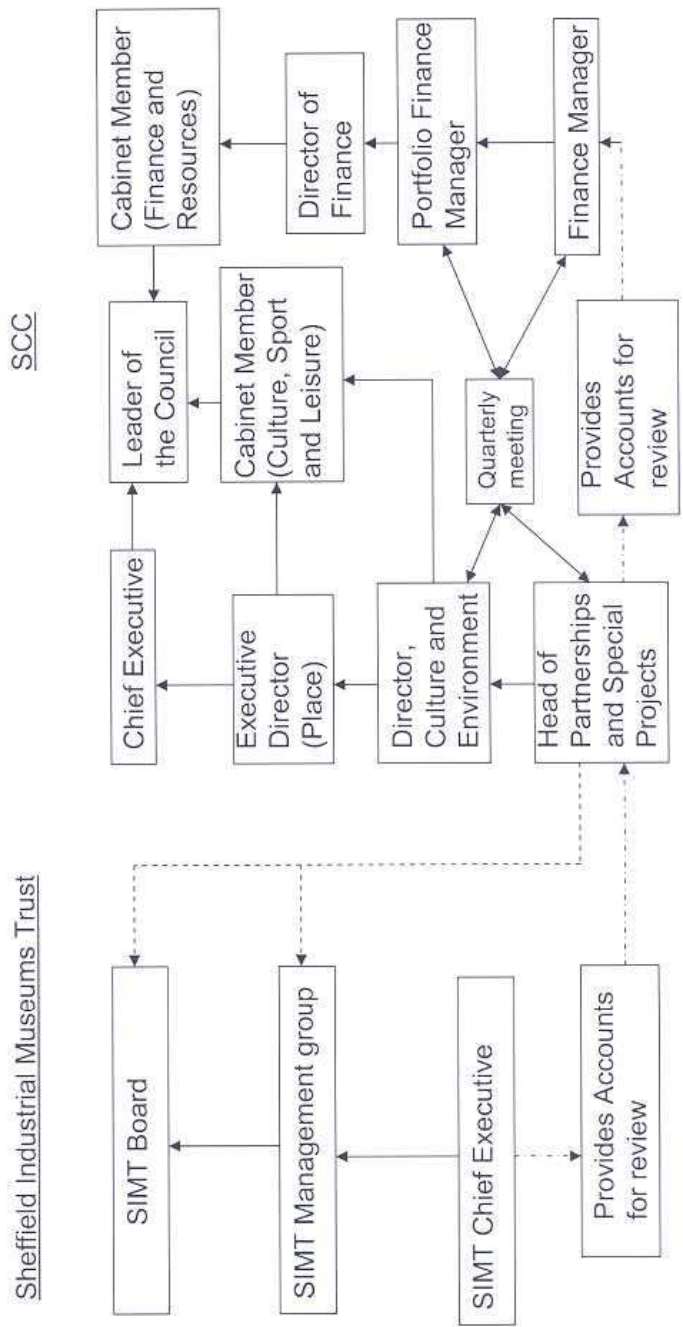 Sheffield Industrial Museums Trust
SIMT Board
SIMT Management group
SIMT Chief Executive
Provides Accounts
for review
SCC
Chief Executive
Leader of
the Council
Cabinet Member
(Finance and
Resources)
Executive
Director
(Place)
Cabinet Member
(Culture, Sport
and Leisure)
Director of
Finance
Director,
Culture and
Environment
Quarterly
meeting
Portfolio Finance
Manager
Head of
Partnerships
and Special
Projects
Finance Manager
Provides
Accounts for
review